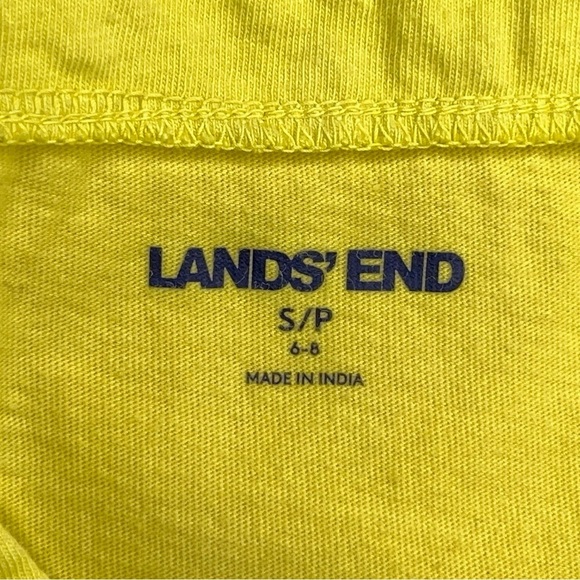 LANDS' END
S/P
6-8
MADE IN INDIA